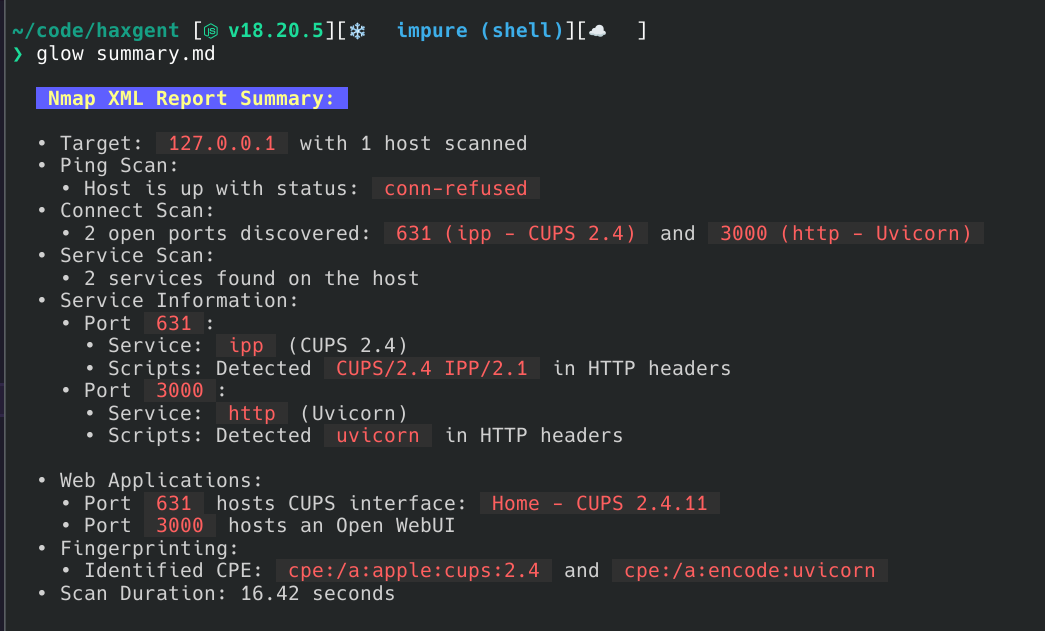 ~/code/haxgent [ v18.20.5][❄ impure (shell)][☁ ]
❯ glow summary.md
Nmap XML Report Summary:
• Target: 127.0.0.1 with 1 host scanned
• Ping Scan:
• Host is up with status: conn-refused
• Connect Scan:
• 2 open ports discovered: 631 (ipp - CUPS 2.4) and 3000 (http - Uvicorn)
• Service Scan:
• 2 services found on the host
• Service Information:
• Port 631 :
• Service: ipp (CUPS 2.4)
• Scripts: Detected CUPS/2.4 IPP/2.1 in HTTP headers
• Port 3000 :
• Service: http (Uvicorn)
• Scripts: Detected uvicorn in HTTP headers
• Web Applications:
• Port 631 hosts CUPS interface: Home - CUPS 2.4.11
• Port 3000 hosts an Open WebUI
• Fingerprinting:
• Identified CPE: cpe:/a:apple:cups:2.4 and cpe:/a:encode:uvicorn
• Scan Duration: 16.42 seconds